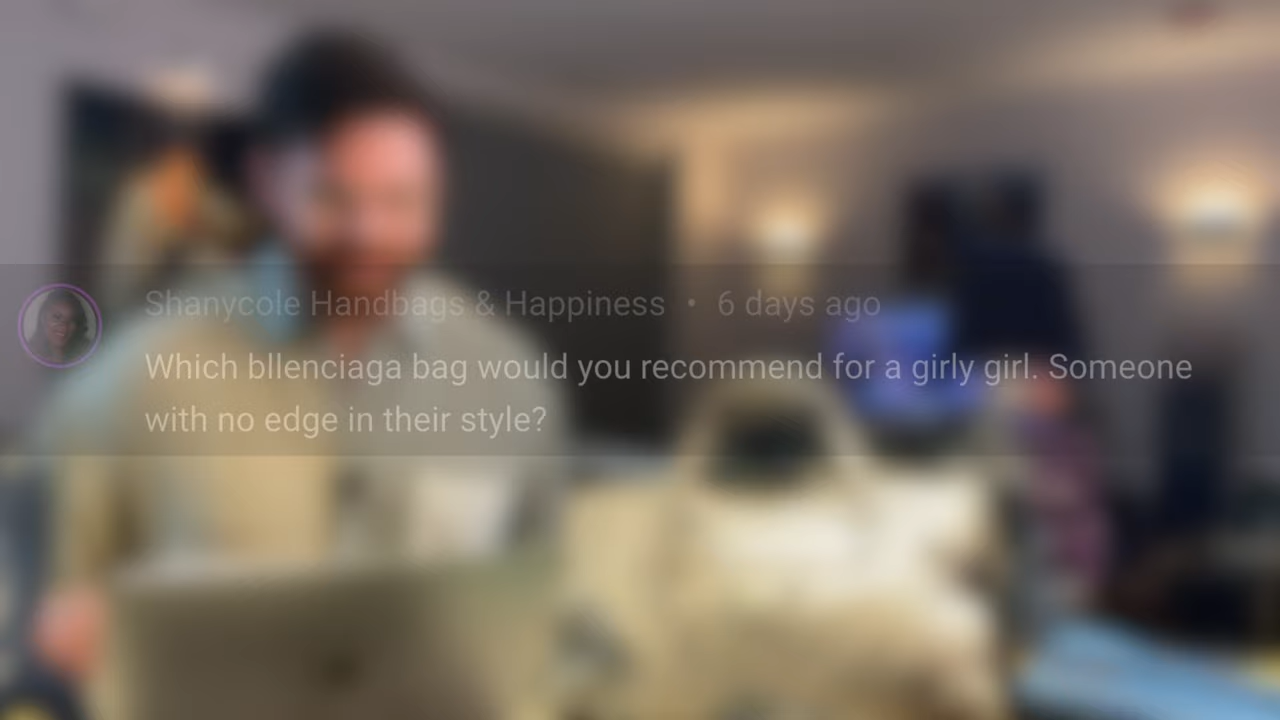 Shanycole Handbags & Happiness • 6 days ago
Which bllenciaga bag would you recommend for a girly girl. Someone
with no edge in their style?